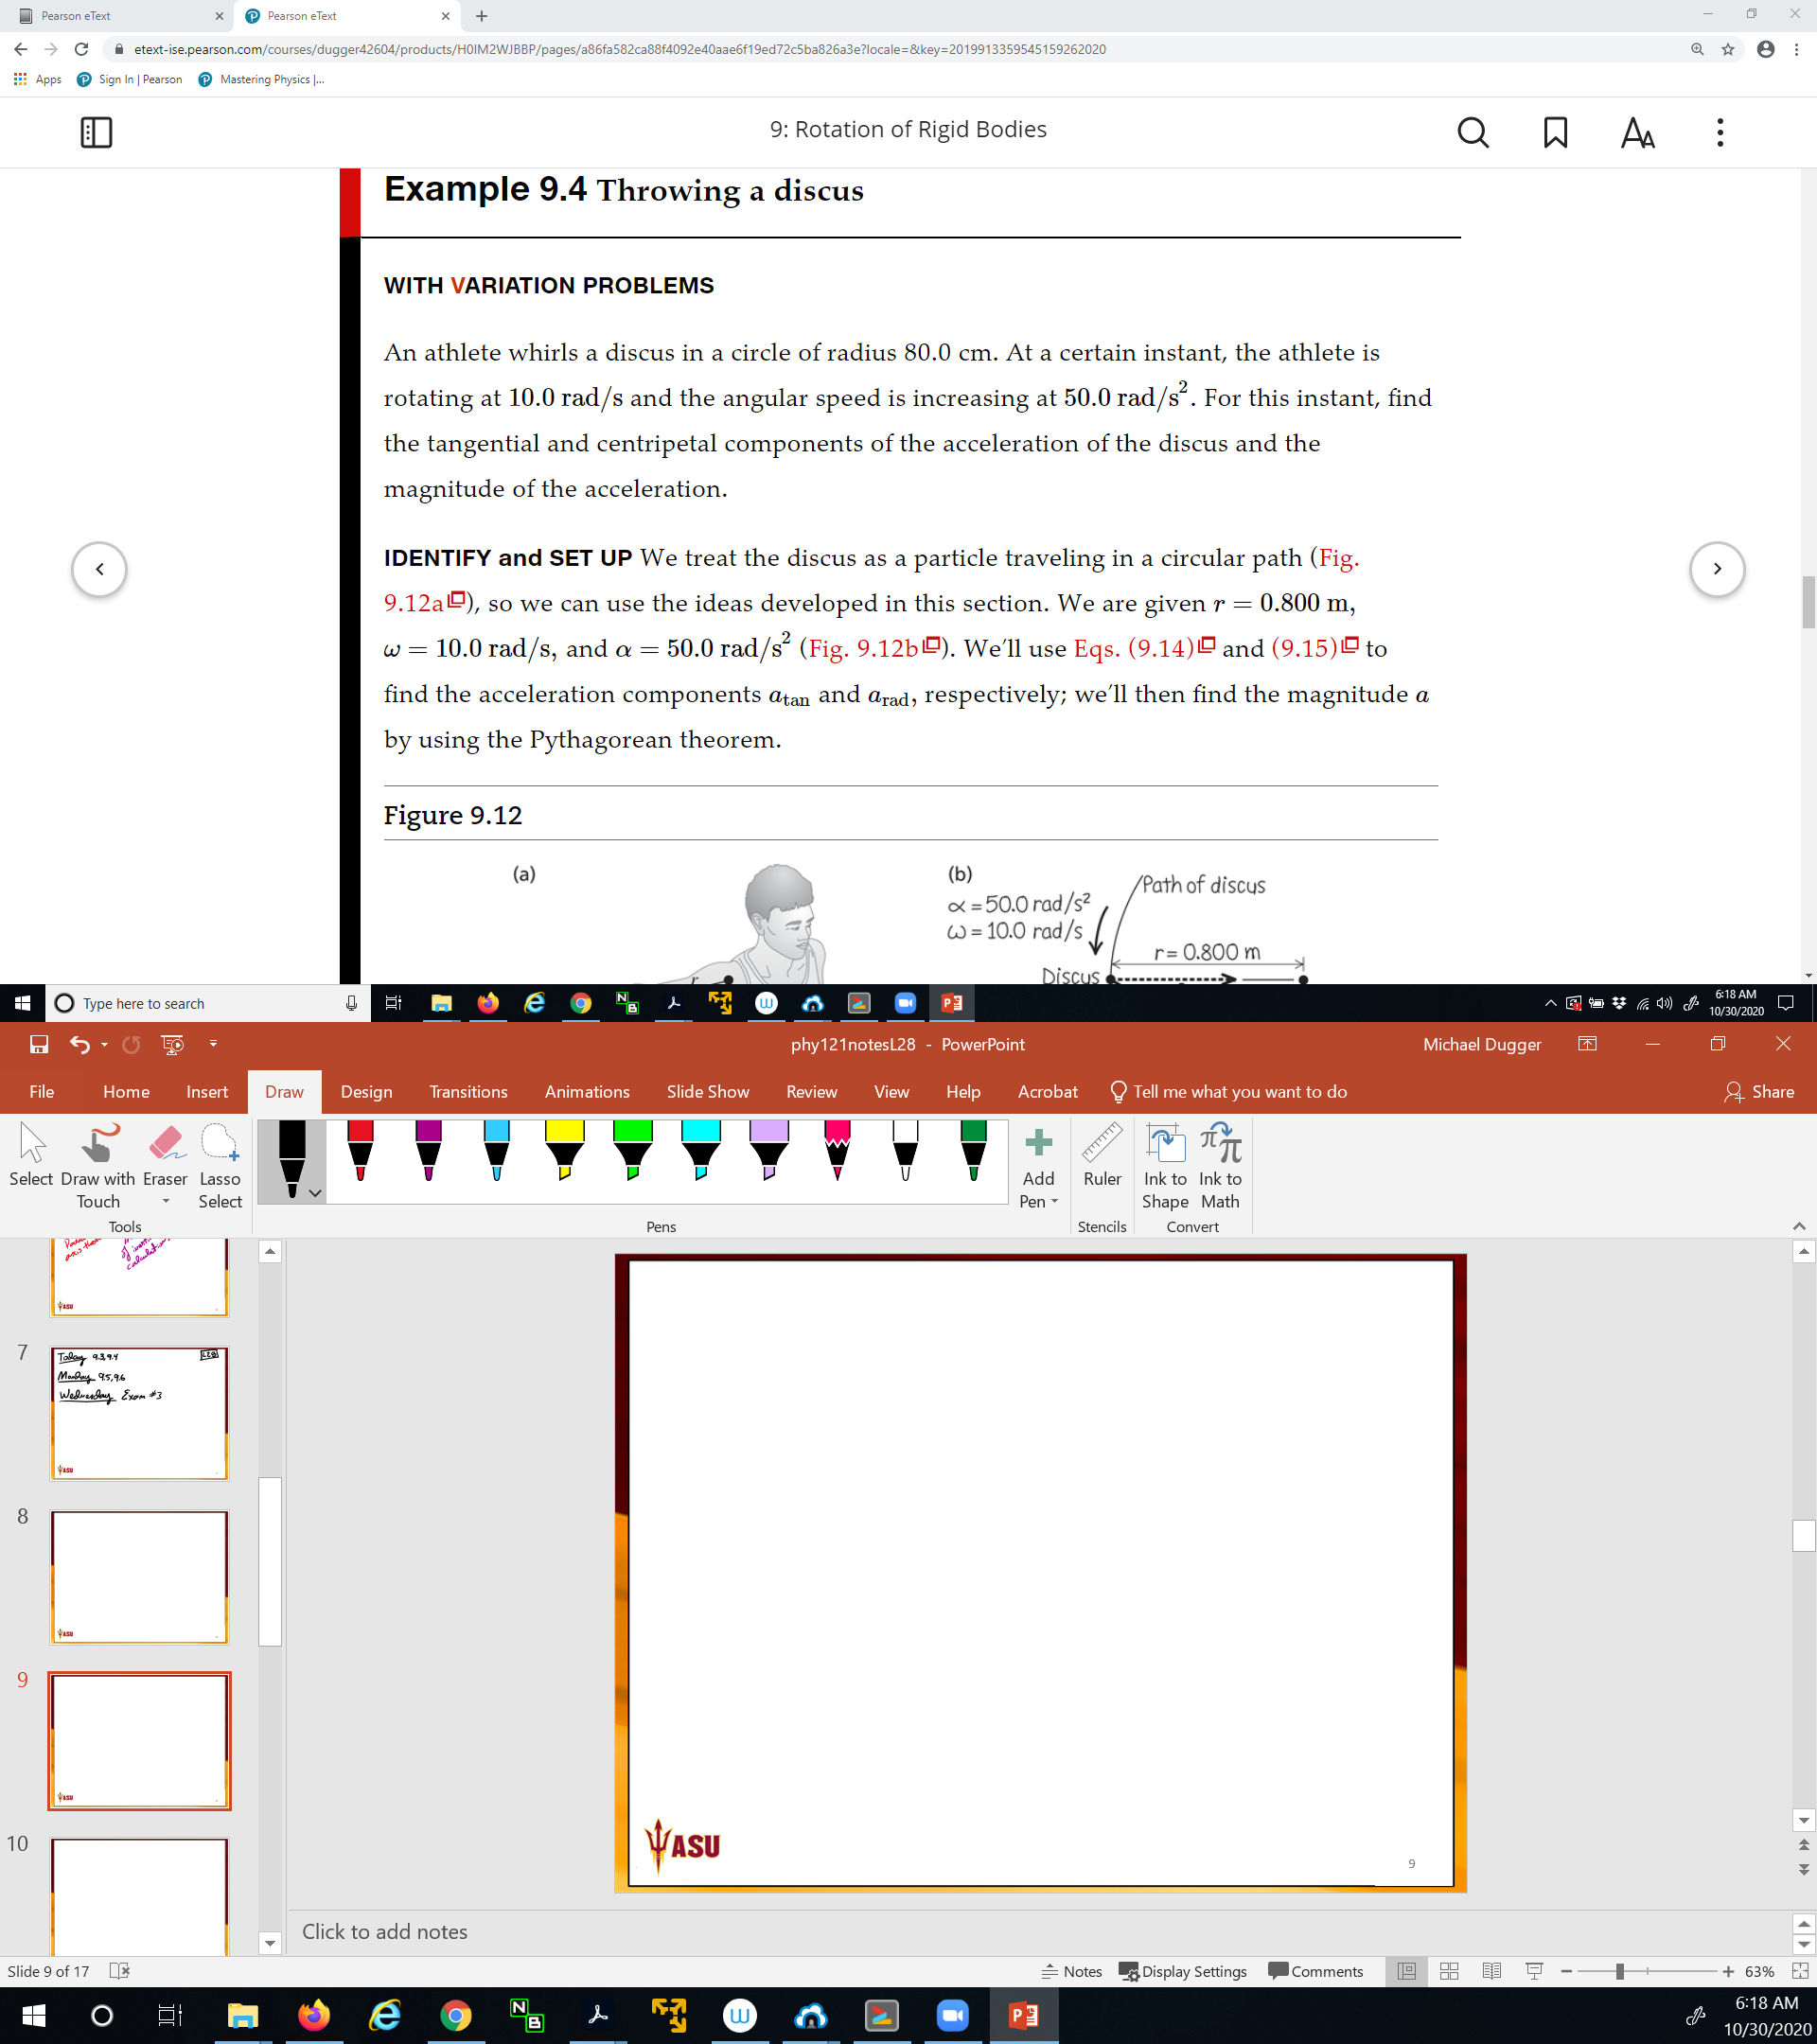 Pearson eText
Pearson eText
etext-ise.pearson.com/courses/dugger42604/products/H0IM2WJBBP/pages/a86fa582ca88f4092e40aae6f19ed72c5ba826a3e?locale=&key=2019913359545159262020
Apps Sign In | Pearson Mastering Physics |...
9: Rotation of Rigid Bodies
Example 9.4 Throwing a discus
WITH VARIATION PROBLEMS
An athlete whirls a discus in a circle of radius 80.0 cm. At a certain instant, the athlete is
rotating at 10.0 rad/s and the angular speed is increasing at 50.0 rad/s². For this instant, find
the tangential and centripetal components of the acceleration of the discus and the
magnitude of the acceleration.
IDENTIFY and SET UP We treat the discus as a particle traveling in a circular path (Fig.
9.12a), so we can use the ideas developed in this section. We are given r = 0.800 m,
ω = 10.0 rad/s, and α = 50.0 rad/s² (Fig. 9.12b). We'll use Eqs. (9.14) and (9.15) to
find the acceleration components a_tan and a_rad, respectively; we'll then find the magnitude a
by using the Pythagorean theorem.
Figure 9.12
(a)
(b)
α = 50.0 rad/s²
ω = 10.0 rad/s
Path of discus
r = 0.800 m
Discus
r
Type here to search
6:18 AM
10/30/2020
phy121notesL28 - PowerPoint
Michael Dugger
File Home Insert Draw Design Transitions Animations Slide Show Review View Help Acrobat Tell me what you want to do Share
Select
Draw with Touch
Eraser
Lasso Select
Add Pen
Ruler
Ink to Shape
Ink to Math
Tools
Pens
Stencils
Convert
of
calculation
ASU
7
Today 9.3, 9.4
L28
Monday 9.5, 9.6
Wednesday Exam #3
ASU
8
ASU
9
ASU
10
ASU
9
Click to add notes
Slide 9 of 17
Notes Display Settings Comments
63%
6:18 AM
10/30/2020